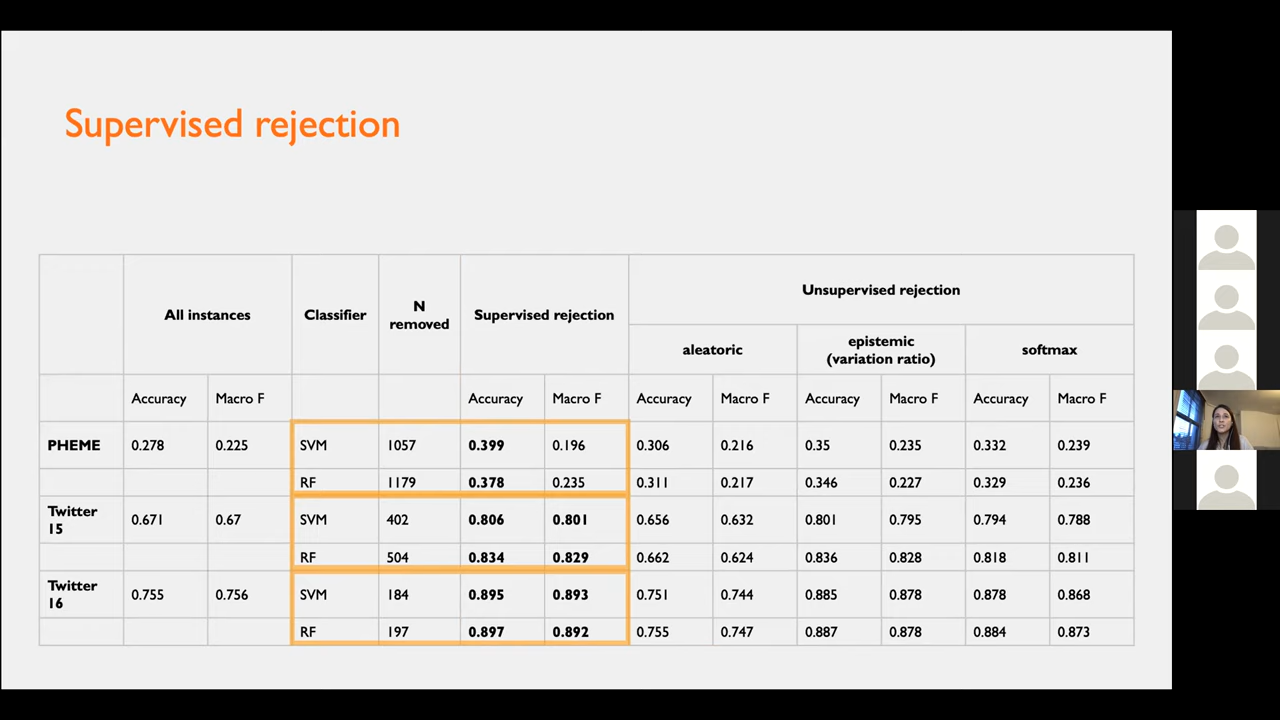 Supervised rejection
All instances Classifier N removed Supervised rejection Unsupervised rejection
aleatoric epistemic (variation ratio) softmax
Accuracy Macro F Accuracy Macro F Accuracy Macro F Accuracy Macro F Accuracy Macro F
PHEME 0.278 0.225 SVM 1057 0.399 0.196 0.306 0.216 0.35 0.235 0.332 0.239
RF 1179 0.378 0.235 0.311 0.217 0.346 0.227 0.329 0.236
Twitter 15 0.671 0.67 SVM 402 0.806 0.801 0.656 0.632 0.801 0.795 0.794 0.788
RF 504 0.834 0.829 0.662 0.624 0.836 0.828 0.818 0.811
Twitter 16 0.755 0.756 SVM 184 0.895 0.893 0.751 0.744 0.885 0.878 0.878 0.868
RF 197 0.897 0.892 0.755 0.747 0.887 0.878 0.884 0.873